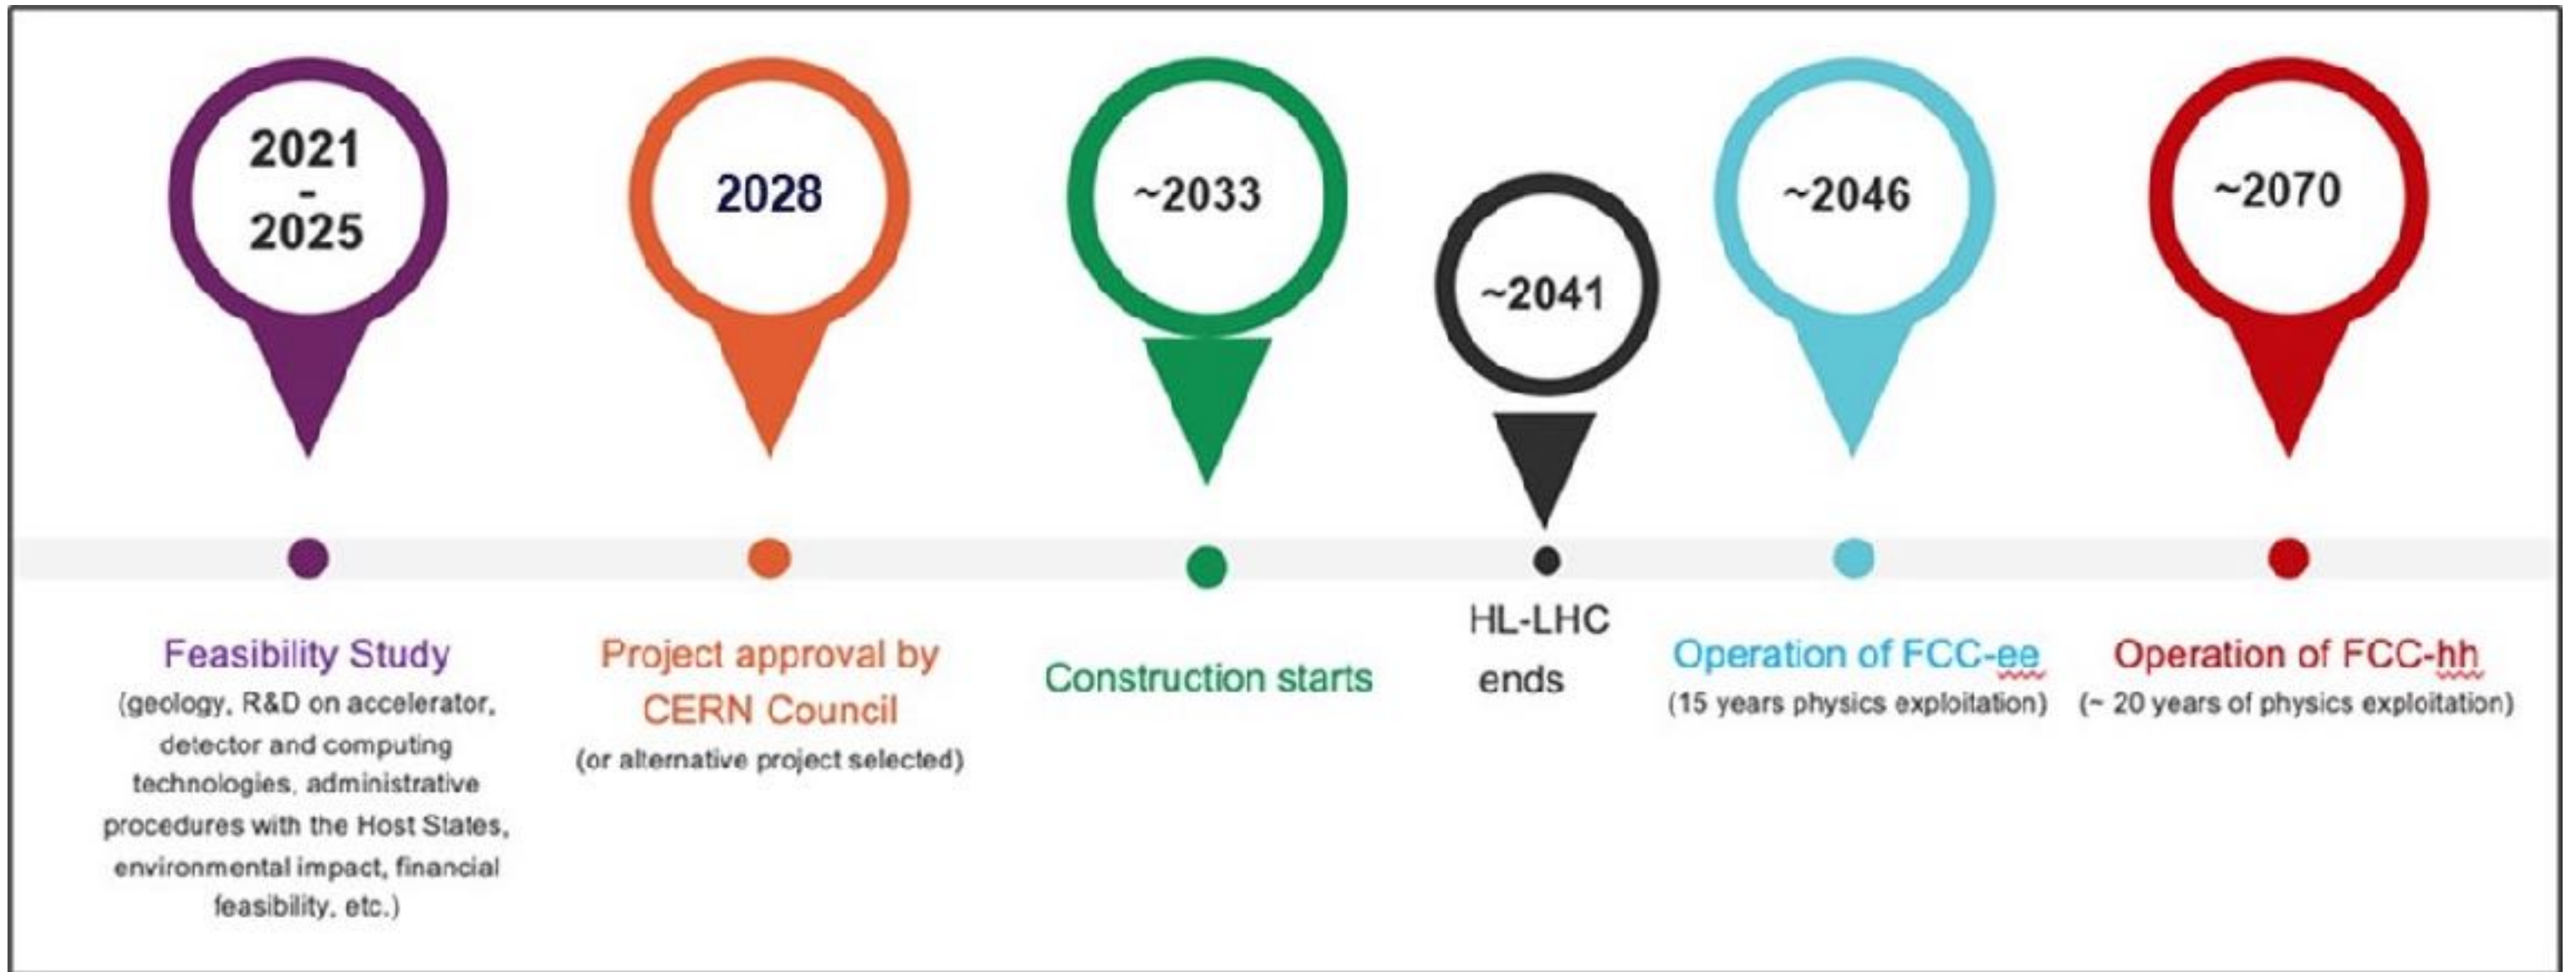 2021
-
2025
2028
~2033
~2041
~2046
~2070
Feasibility Study
(geology, R&D on accelerator,
detector and computing
technologies, administrative
procedures with the Host States,
environmental impact, financial
feasibility, etc.)
Project approval by
CERN Council
(or alternative project selected)
Construction starts
HL-LHC
ends
Operation of FCC-ee
(15 years physics exploitation)
Operation of FCC-hh
(~ 20 years of physics exploitation)